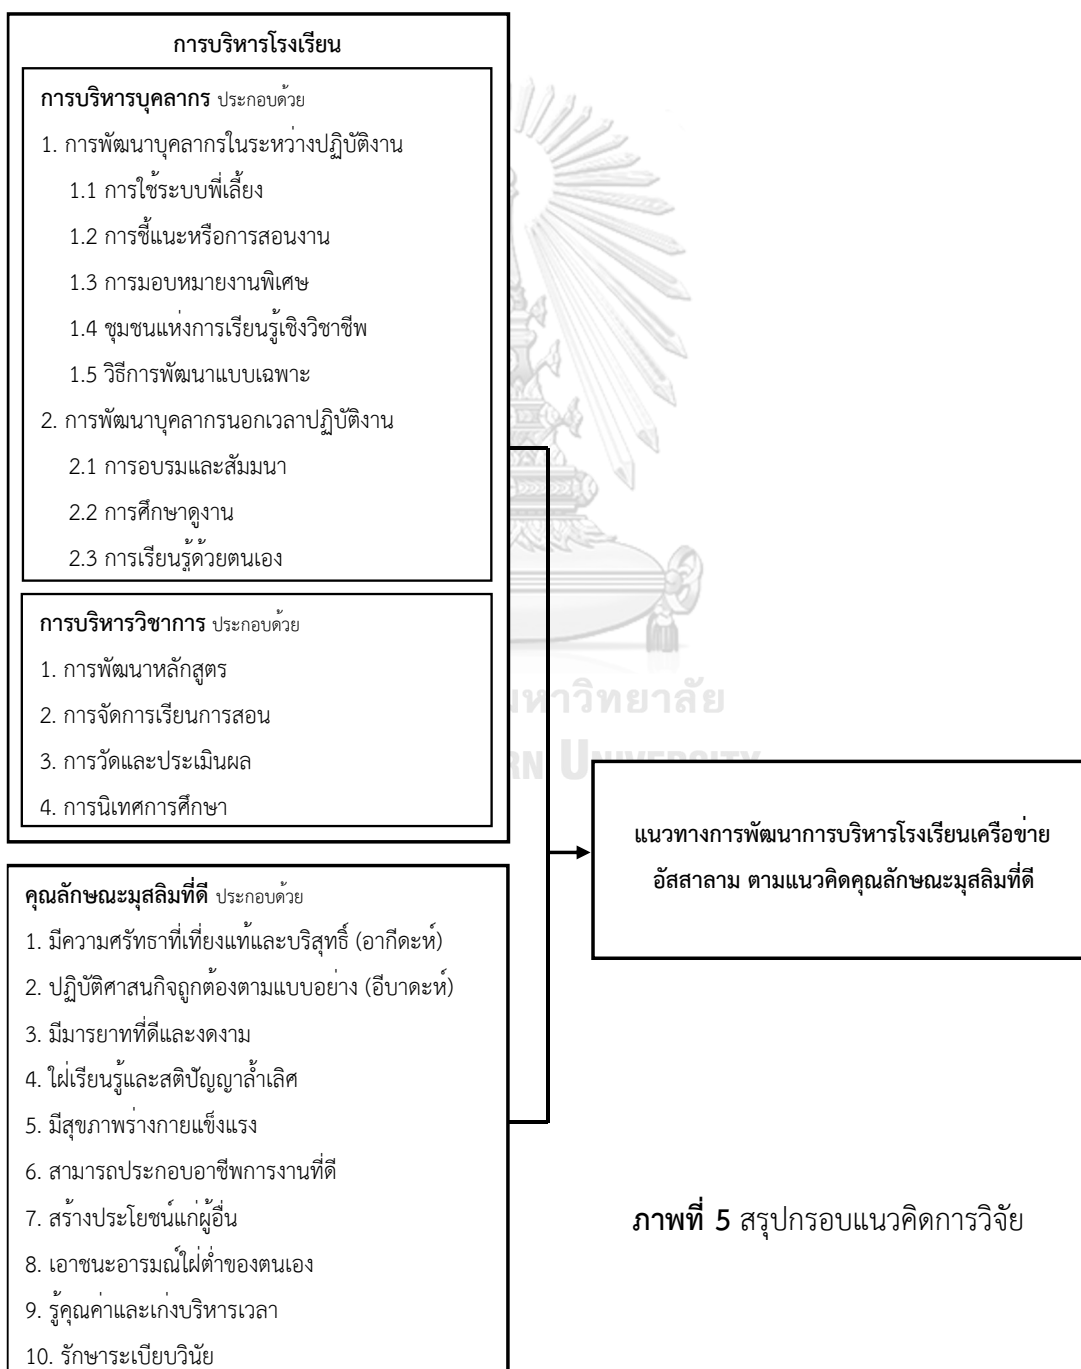 การบริหารโรงเรียน
การบริหารบุคลากร ประกอบด้วย
1. การพัฒนาบุคลากรในระหว่างปฏิบัติงาน
1.1 การใช้ระบบพี่เลี้ยง
1.2 การชี้แนะหรือการสอนงาน
1.3 การมอบหมายงานพิเศษ
1.4 ชุมชนแห่งการเรียนรู้เชิงวิชาชีพ
1.5 วิธีการพัฒนาแบบเฉพาะ
2. การพัฒนาบุคลากรนอกเวลาปฏิบัติงาน
2.1 การอบรมและสัมมนา
2.2 การศึกษาดูงาน
2.3 การเรียนรู้ด้วยตนเอง
การบริหารวิชาการ ประกอบด้วย
1. การพัฒนาหลักสูตร
2. การจัดการเรียนการสอน
3. การวัดและประเมินผล
4. การนิเทศการศึกษา
มหาวิทยาลัย
RN UNIVERSITY
แนวทางการพัฒนาการบริหารโรงเรียนเครือข่าย
อัสสาลาม ตามแนวคิดคุณลักษณะมุสลิมที่ดี
คุณลักษณะมุสลิมที่ดี ประกอบด้วย
1. มีความศรัทธาที่เที่ยงแท้และบริสุทธิ์ (อากีดะห์)
2. ปฏิบัติศาสนกิจถูกต้องตามแบบอย่าง (อีบาดะห์)
3. มีมารยาทที่ดีและงดงาม
4. ใฝ่เรียนรู้และสติปัญญาล้ำเลิศ
5. มีสุขภาพร่างกายแข็งแรง
6. สามารถประกอบอาชีพการงานที่ดี
7. สร้างประโยชน์แก่ผู้อื่น
8. เอาชนะอารมณ์ใฝ่ต่ำของตนเอง
9. รู้คุณค่าและเก่งบริหารเวลา
10. รักษาระเบียบวินัย
ภาพที่ 5 สรุปกรอบแนวคิดการวิจัย